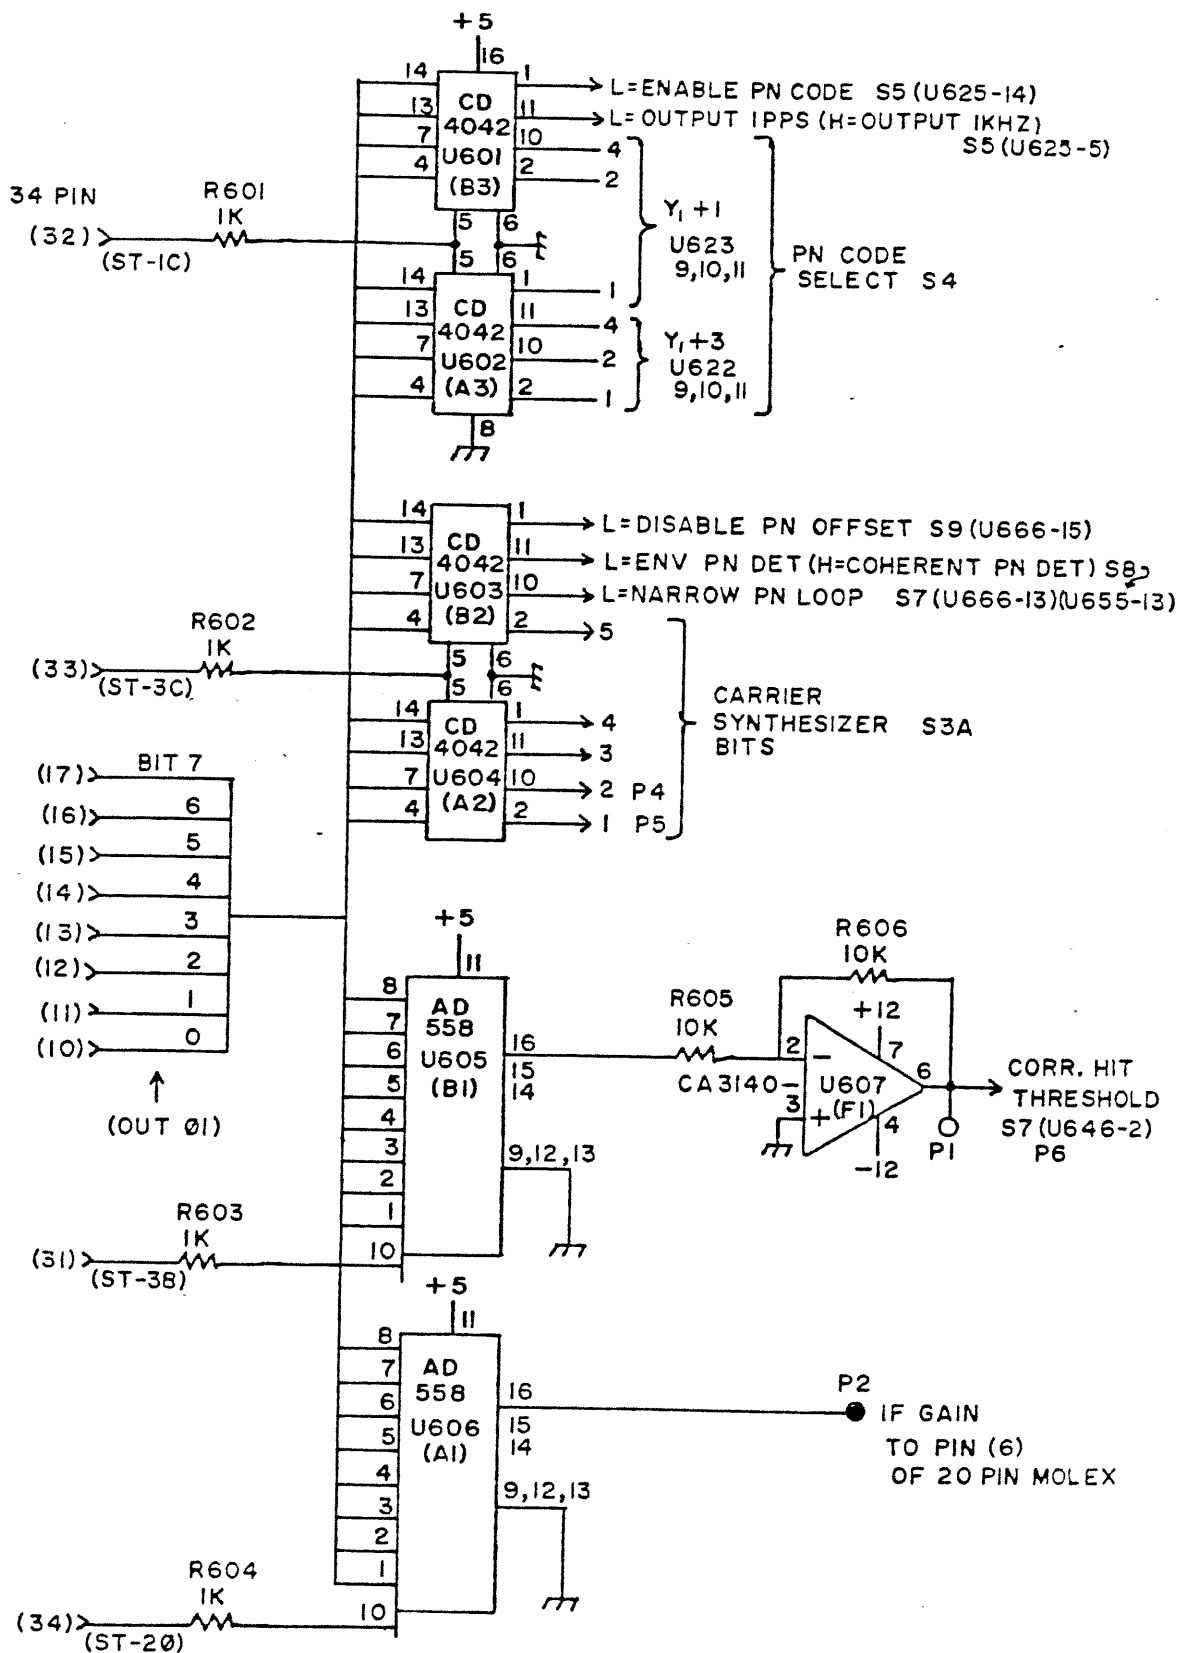 +5
16
14
13
7
4
CD
4042
U601
(B3)
1
11
10
2
L=ENABLE PN CODE S5(U625-14)
L=OUTPUT 1PPS (H=OUTPUT 1KHZ)
S5(U625-5)
4
2
34 PIN
(32)
(ST-1C)
R601
1K
5
6
5
6
Y₁+1
U623
9,10,11
PN CODE
SELECT S4
14
13
7
4
CD
4042
U602
(A3)
1
11
10
2
1
4
2
1
Y₁+3
U622
9,10,11
8
14
13
7
4
CD
4042
U603
(B2)
1
11
10
2
L=DISABLE PN OFFSET S9(U666-15)
L=ENV PN DET (H=COHERENT PN DET) S8
L=NARROW PN LOOP S7(U666-13)(U655-13)
5
R602
1K
(33)
(ST-3C)
5
6
5
6
14
13
7
4
CD
4042
U604
(A2)
1
11
10
2
4
3
2 P4
1 P5
CARRIER
SYNTHESIZER S3A
BITS
(17) BIT 7
(16) 6
(15) 5
(14) 4
(13) 3
(12) 2
(11) 1
(10) 0
(OUT Ø1)
+5
11
8
7
6
5
4
3
2
1
10
AD
558
U605
(B1)
16
15
14
9,12,13
R605
10K
R606
10K
CA3140
2
-
3
+
+12
7
U607
(F1)
4
-12
6
P1
CORR. HIT
THRESHOLD
S7(U646-2)
P6
R603
1K
(31)
(ST-3B)
+5
11
8
7
6
5
4
3
2
1
10
AD
558
U606
(A1)
16
15
14
9,12,13
P2
IF GAIN
TO PIN (6)
OF 20 PIN MOLEX
R604
1K
(34)
(ST-20)